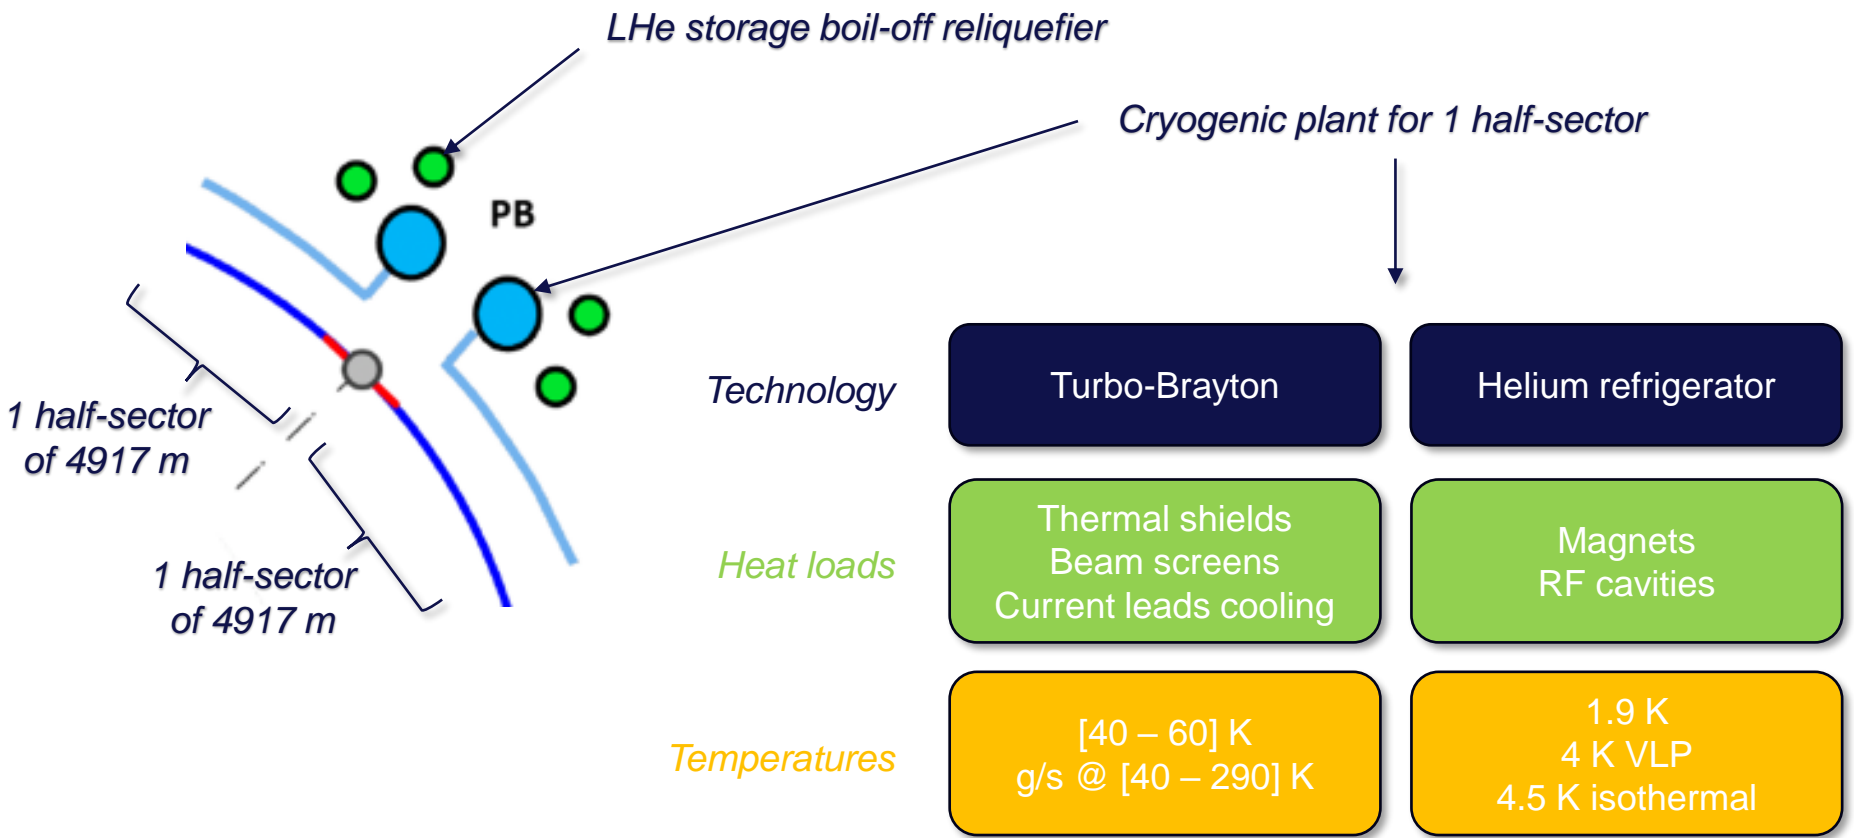 LHe storage boil-off reliquefier
Cryogenic plant for 1 half-sector
PB
1 half-sector
of 4917 m
1 half-sector
of 4917 m
Technology
Turbo-Brayton
Helium refrigerator
Heat loads
Thermal shields
Beam screens
Current leads cooling
Magnets
RF cavities
Temperatures
[40 – 60] K
g/s @ [40 – 290] K
1.9 K
4 K VLP
4.5 K isothermal